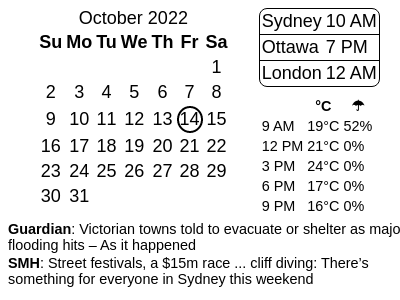 October 2022
Su Mo Tu We Th Fr Sa
1
2 3 4 5 6 7 8
9 10 11 12 13 14 15
16 17 18 19 20 21 22
23 24 25 26 27 28 29
30 31
Sydney 10 AM
Ottawa 7 PM
London 12 AM
°C ☂
9 AM 19°C 52%
12 PM 21°C 0%
3 PM 24°C 0%
6 PM 17°C 0%
9 PM 16°C 0%
Guardian: Victorian towns told to evacuate or shelter as majo
flooding hits – As it happened
SMH: Street festivals, a $15m race ... cliff diving: There's
something for everyone in Sydney this weekend